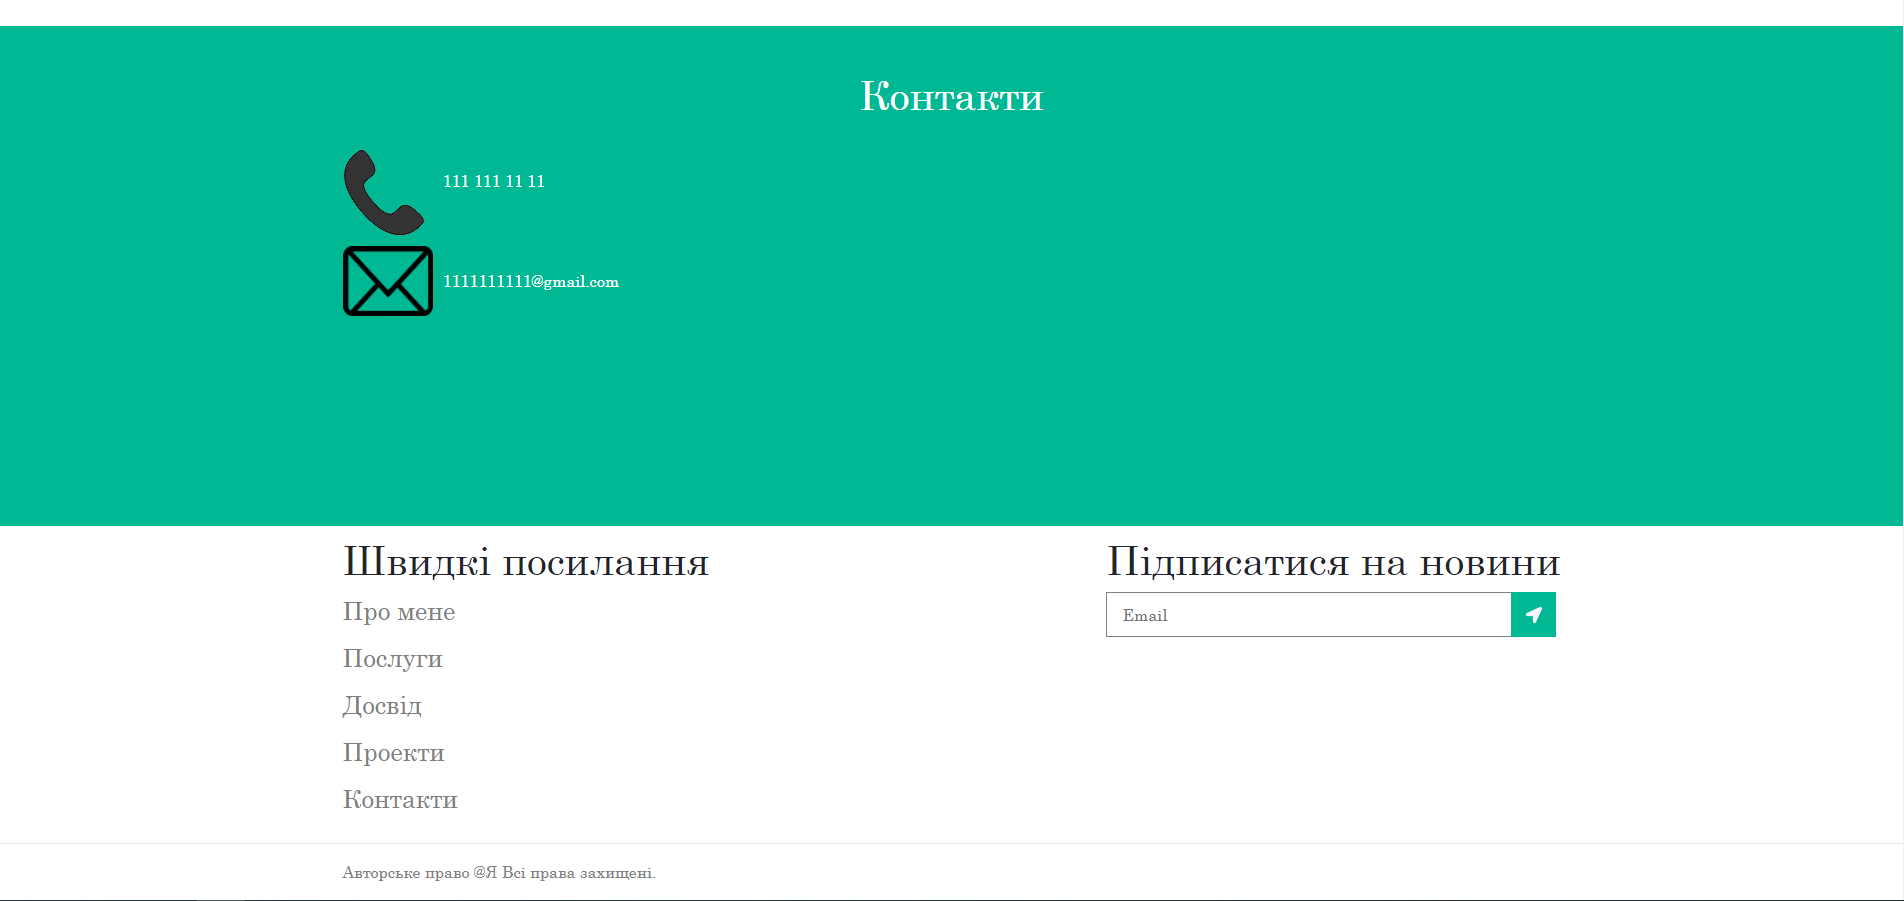 Контакти
111 111 11 11
1111111111@gmail.com
Швидкі посилання
Про мене
Послуги
Досвід
Проекти
Контакти
Підписатися на новини
Email
Авторське право @Я Всі права захищені.